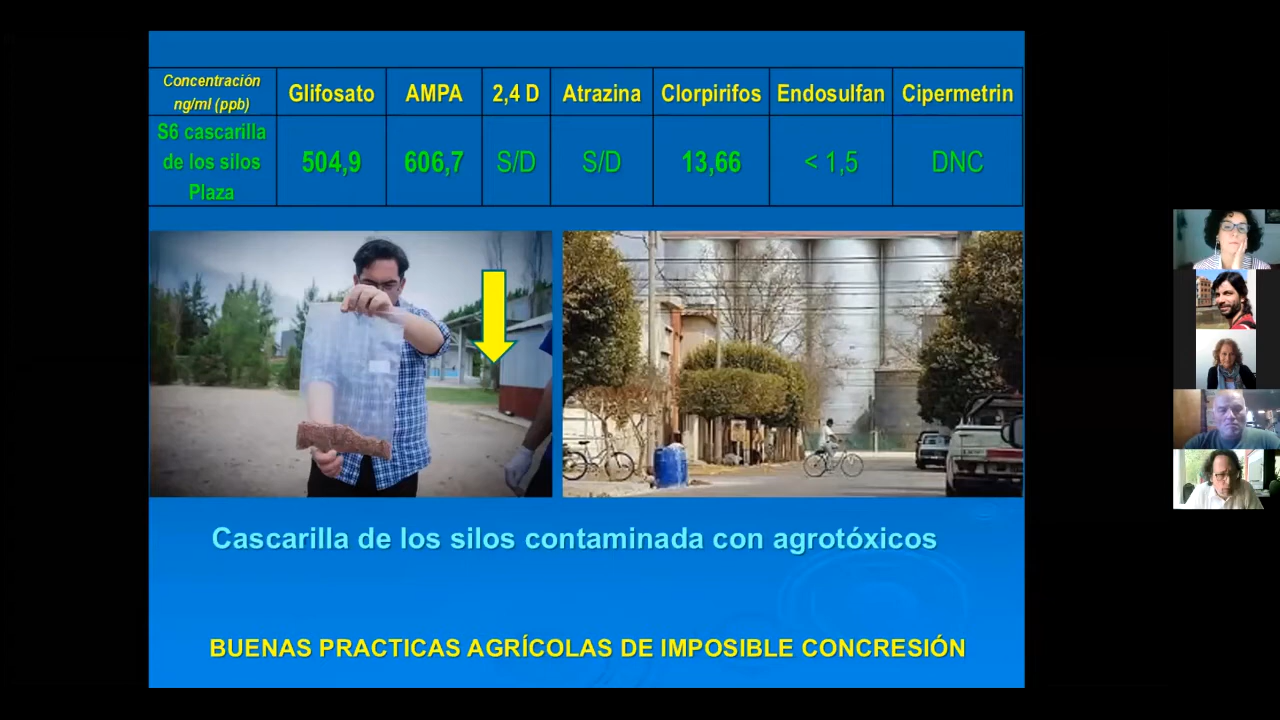 Concentración
ng/ml (ppb)
Glifosato
AMPA
2,4 D
Atrazina
Clorpirifos
Endosulfan
Cipermetrin
S6 cascarilla
de los silos
Plaza
504,9
606,7
S/D
S/D
13,66
< 1,5
DNC
Cascarilla de los silos contaminada con agrotóxicos
BUENAS PRACTICAS AGRÍCOLAS DE IMPOSIBLE CONCRESIÓN